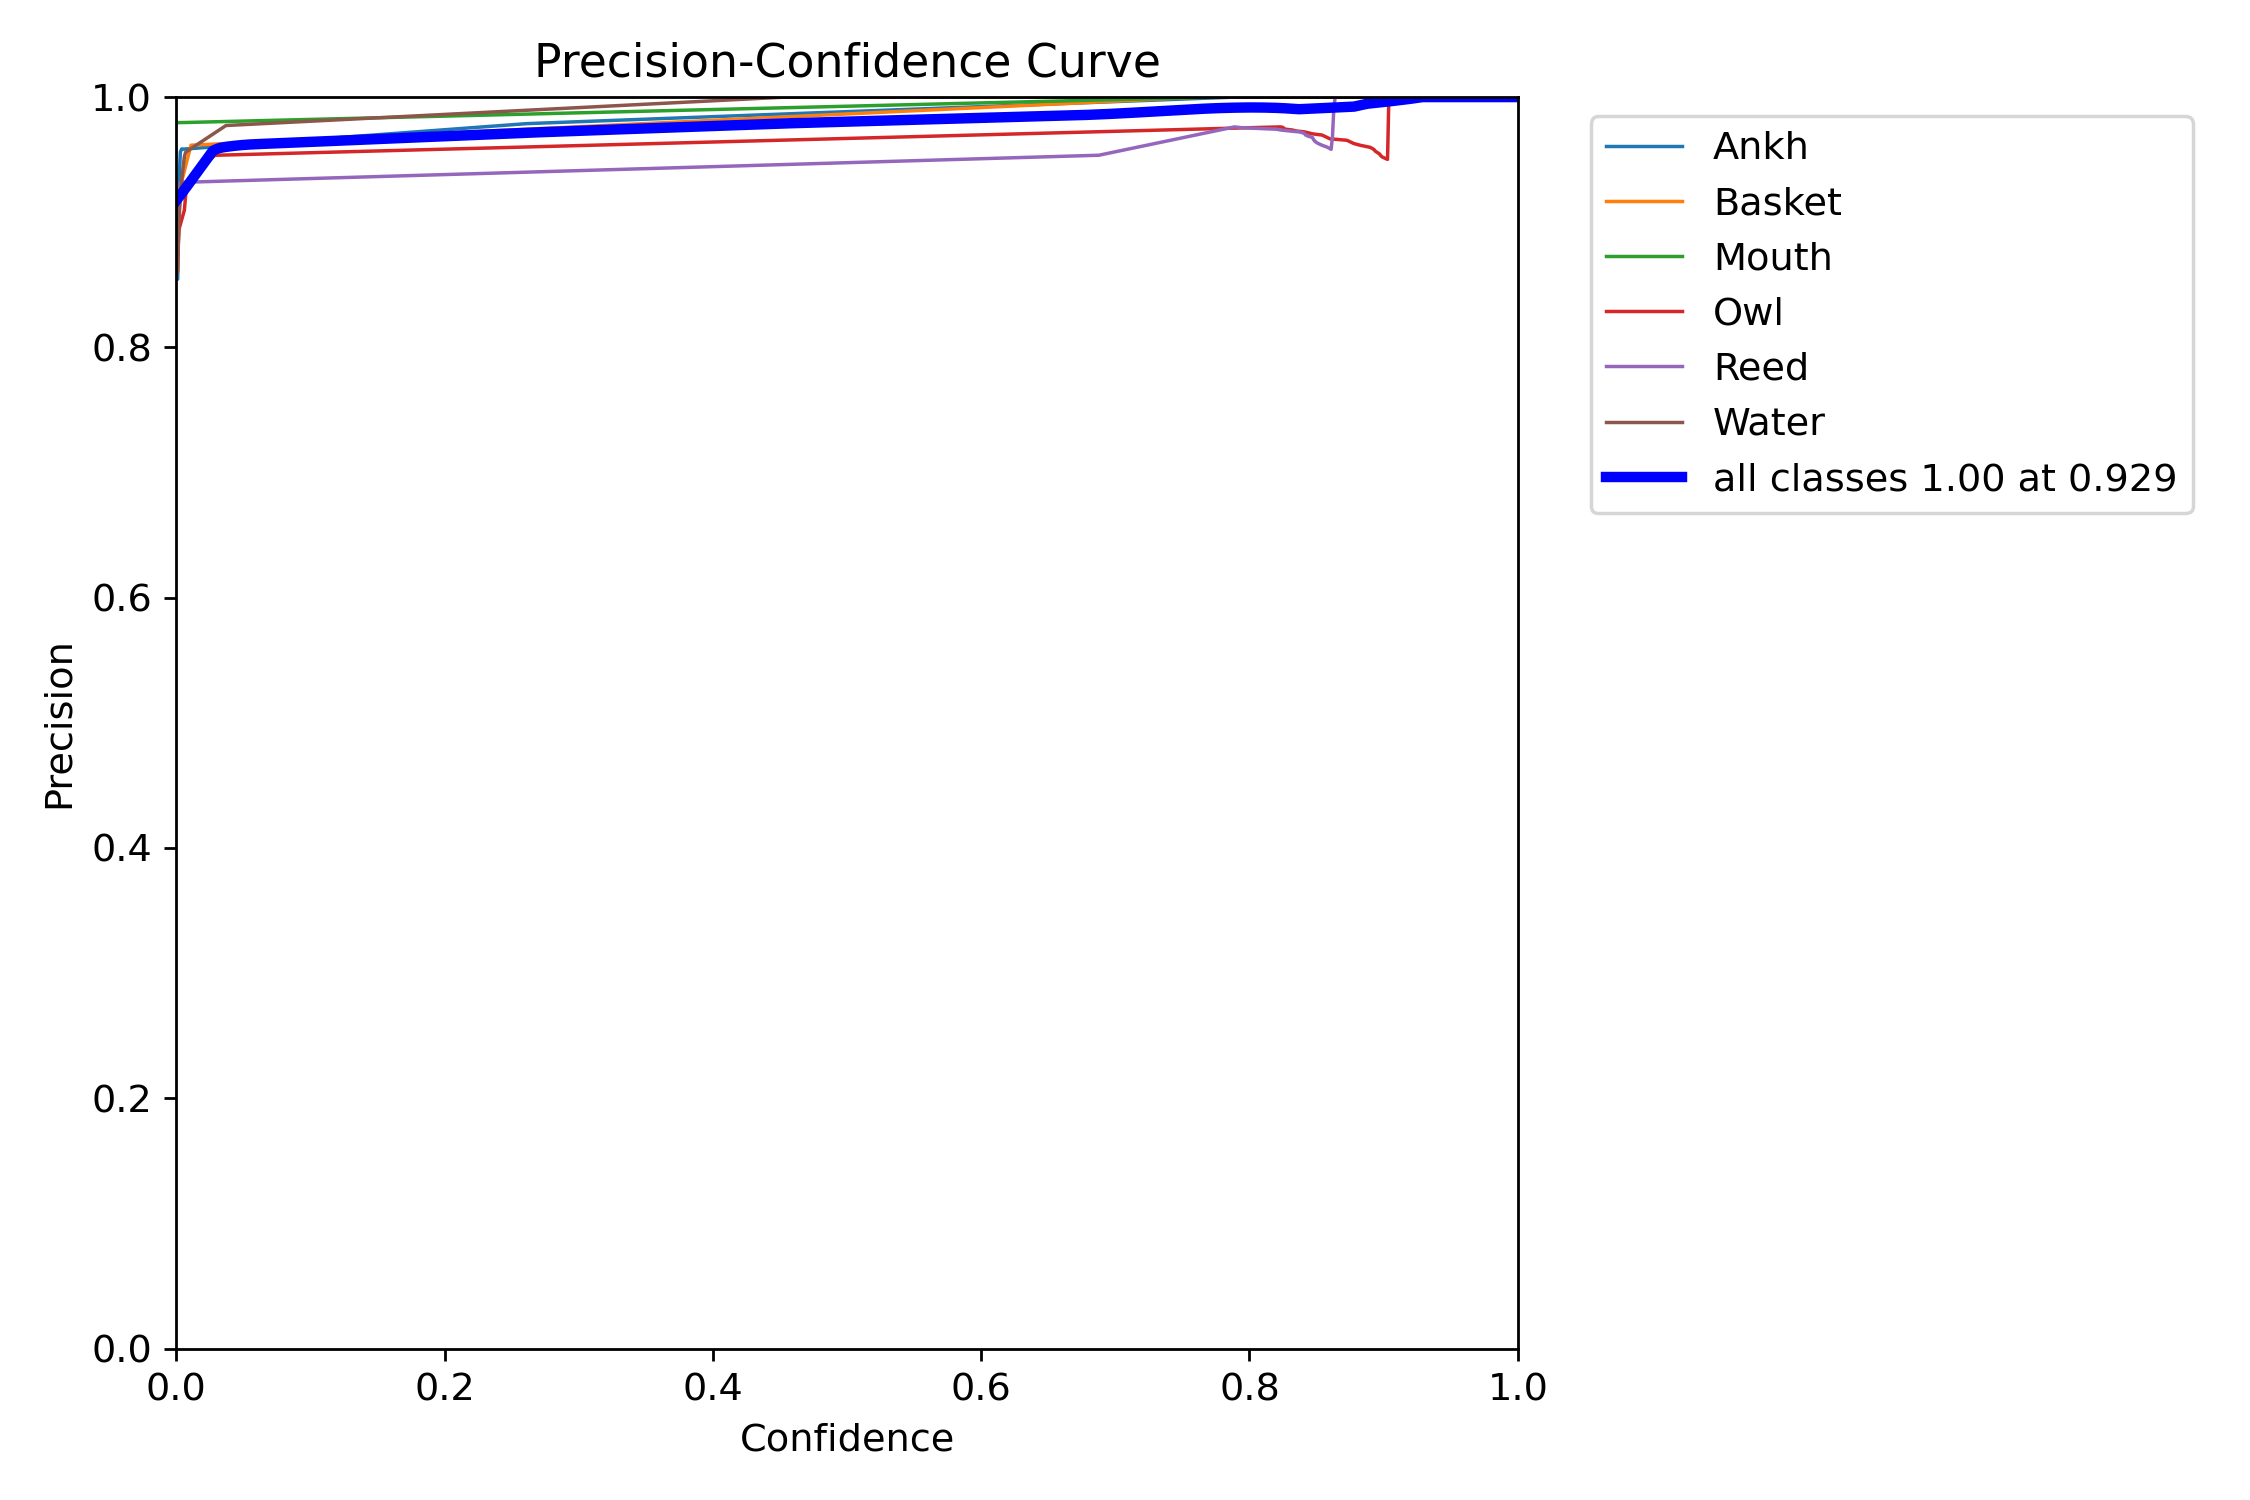 Precision-Confidence Curve
1.0
0.8
0.6
0.4
0.2
0.0
Precision
0.0 0.2 0.4 0.6 0.8 1.0
Confidence
Ankh
Basket
Mouth
Owl
Reed
Water
all classes 1.00 at 0.929